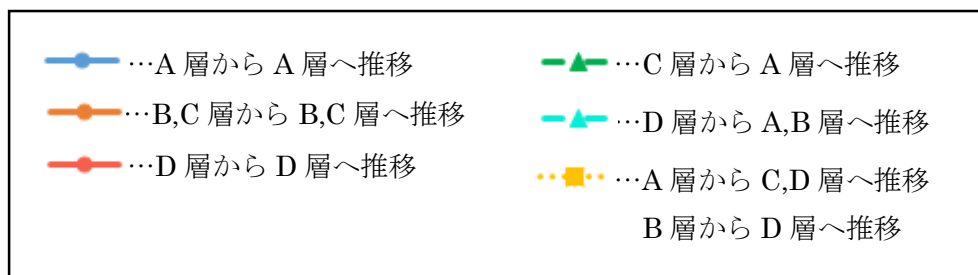 …A 層から A 層へ推移
…B,C 層から B,C 層へ推移
…D 層から D 層へ推移
…C 層から A 層へ推移
…D 層から A,B 層へ推移
…A 層から C,D 層へ推移
B 層から D 層へ推移